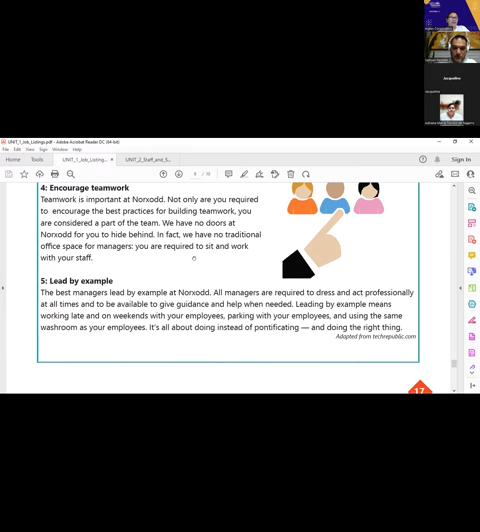 Jacqueline
Jacqueline
UNIT_1_Job_Listings.pdf - Adobe Acrobat Reader DC (64-bit)
File Edit View Sign Window Help
Home Tools UNIT_1_Job_Listing... × UNIT_2_Staff_and_S... Sign In
4: Encourage teamwork
Teamwork is important at Norxodd. Not only are you required
to encourage the best practices for building teamwork, you
are considered a part of the team. We have no doors at
Norxodd for you to hide behind. In fact, we have no traditional
office space for managers: you are required to sit and work
with your staff.
5: Lead by example
The best managers lead by example at Norxodd. All managers are required to dress and act professionally
at all times and to be available to give guidance and help when needed. Leading by example means
working late and on weekends with your employees, parking with your employees, and using the same
washroom as your employees. It's all about doing instead of pontificating — and doing the right thing.
Adapted from techrepublic.com
17